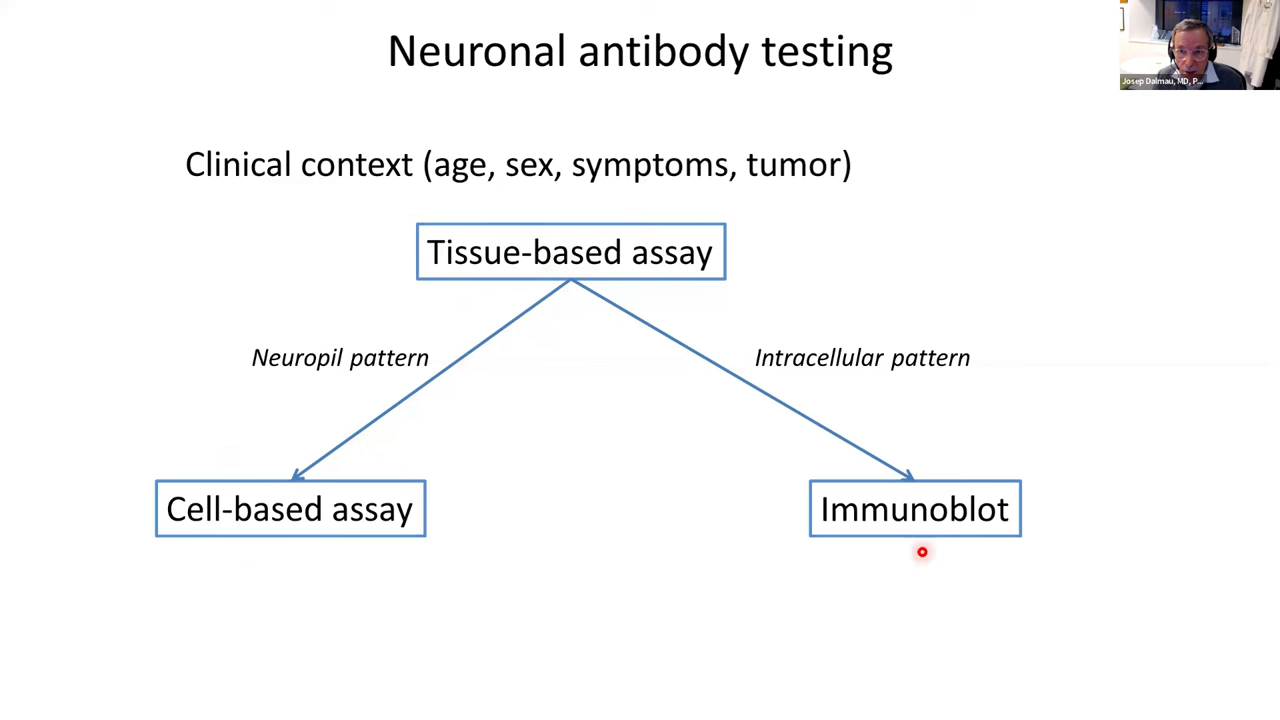 Neuronal antibody testing
Josep Dalmau, MD, P...
Clinical context (age, sex, symptoms, tumor)
Tissue-based assay
Neuropil pattern
Intracellular pattern
Cell-based assay
Immunoblot